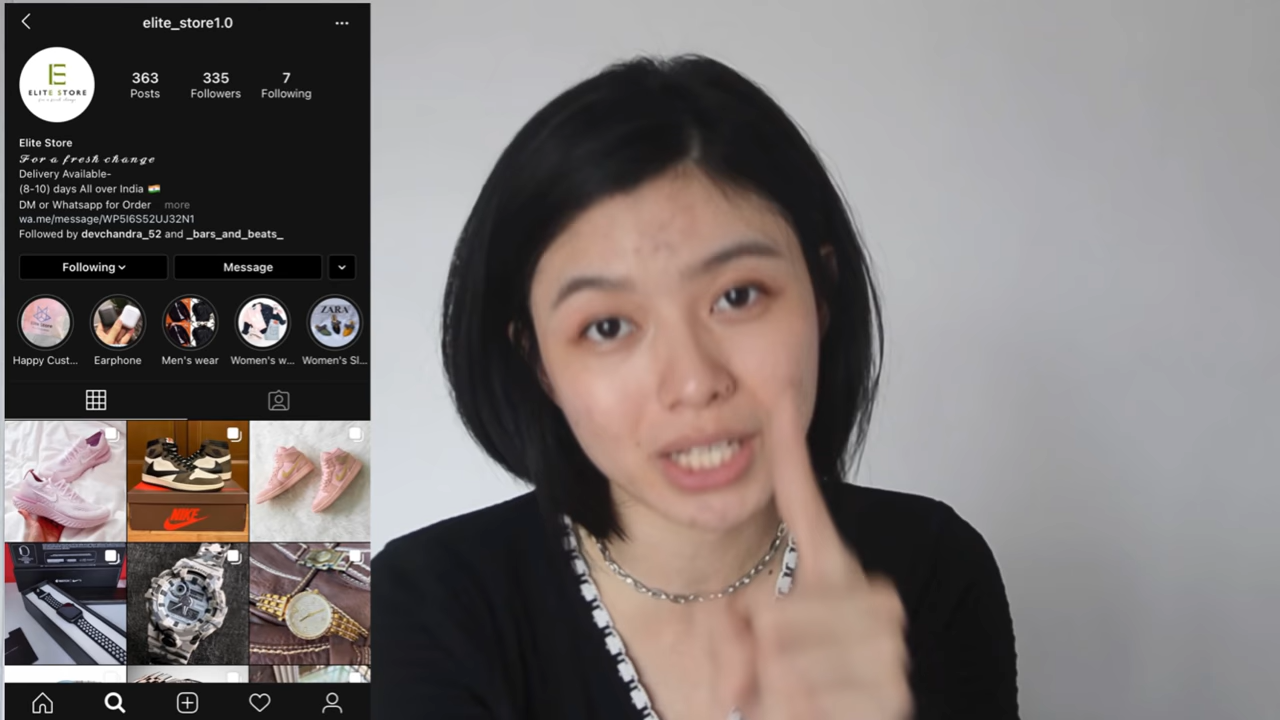 elite_store1.0
ELITE STORE
363
Posts
335
Followers
7
Following
Elite Store
𝓕𝓸𝓻 𝓪 𝓯𝓻𝓮𝓼𝓱 𝓬𝓱𝓪𝓷𝓰𝓮
Delivery Available-
(8-10) days All over India 🇮🇳
DM or Whatsapp for Order more
wa.me/message/WP5I6S52UJ32N1
Followed by devchandra_52 and _bars_and_beats_
Following
Message
ZARA
Happy Cust...
Earphone
Men's wear
Women's w...
Women's Sl...
NIKE